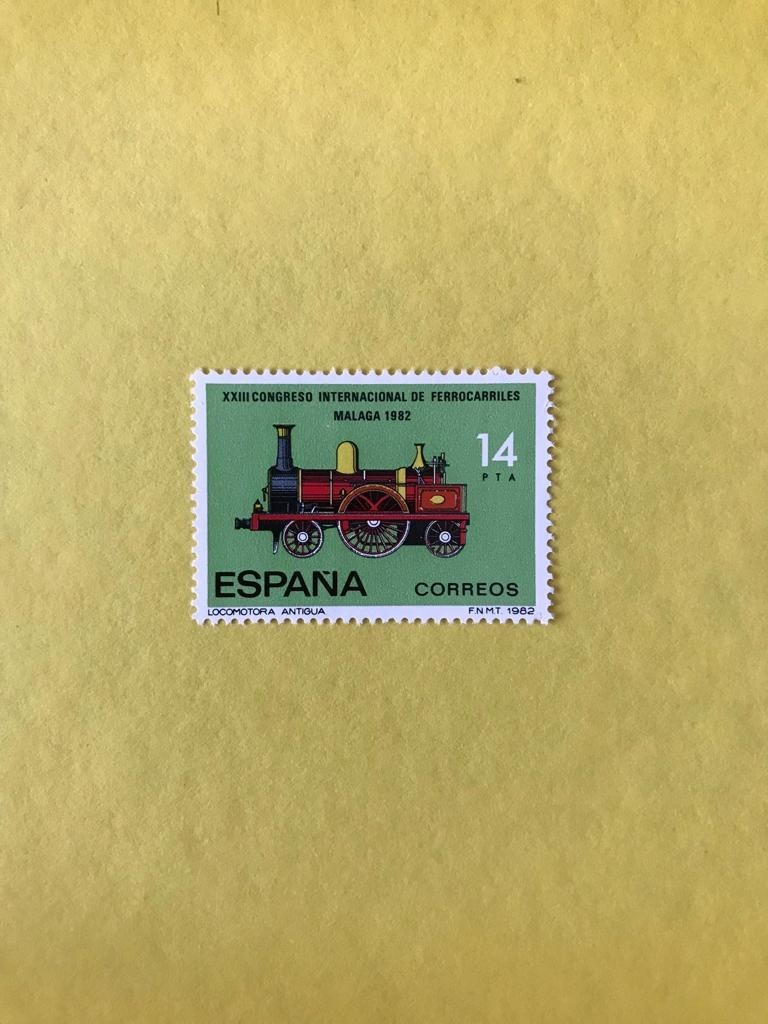 XXIII CONGRESO INTERNACIONAL DE FERROCARRILES
MALAGA 1982
14
PTA
ESPAÑA CORREOS
LOCOMOTORA ANTIGUA F.N.M.T. 1982